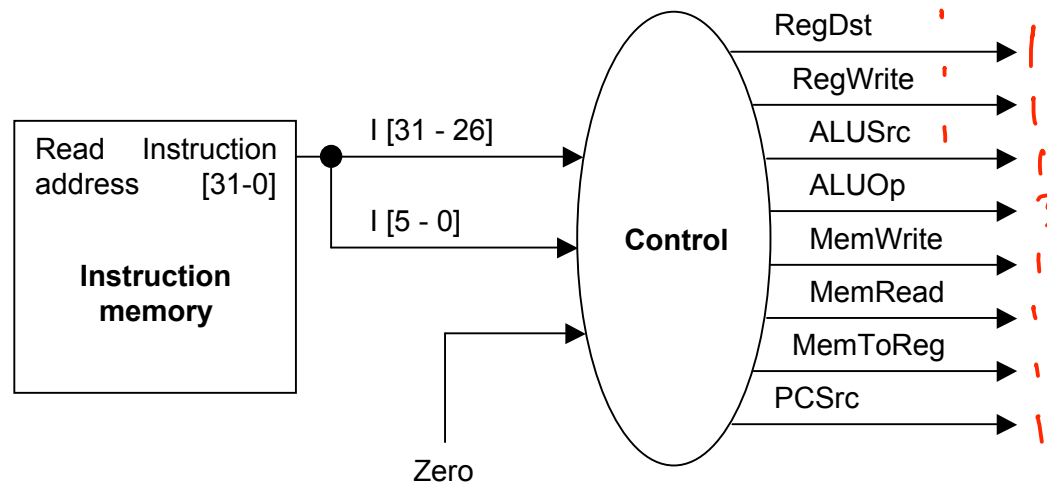 RegDst
RegWrite
I [31 - 26]
ALUSrc
Read Instruction
address [31-0]
ALUOp
I [5 - 0]
Control
MemWrite
Instruction
memory
MemRead
MemToReg
PCSrc
Zero